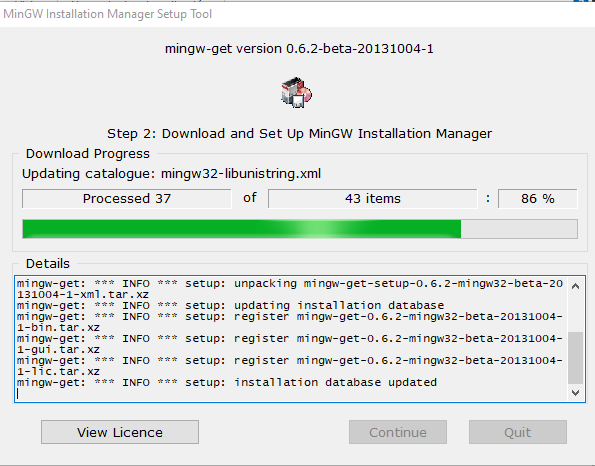 MinGW Installation Manager Setup Tool
mingw-get version 0.6.2-beta-20131004-1
Step 2: Download and Set Up MinGW Installation Manager
Download Progress
Updating catalogue: mingw32-libunistring.xml
Processed 37 of 43 items : 86 %
Details
mingw-get: *** INFO *** setup: unpacking mingw-get-setup-0.6.2-mingw32-beta-20
131004-1-xml.tar.xz
mingw-get: *** INFO *** setup: updating installation database
mingw-get: *** INFO *** setup: register mingw-get-0.6.2-mingw32-beta-20131004-
1-bin.tar.xz
mingw-get: *** INFO *** setup: register mingw-get-0.6.2-mingw32-beta-20131004-
1-gui.tar.xz
mingw-get: *** INFO *** setup: register mingw-get-0.6.2-mingw32-beta-20131004-
1-lic.tar.xz
mingw-get: *** INFO *** setup: installation database updated
View Licence Continue Quit